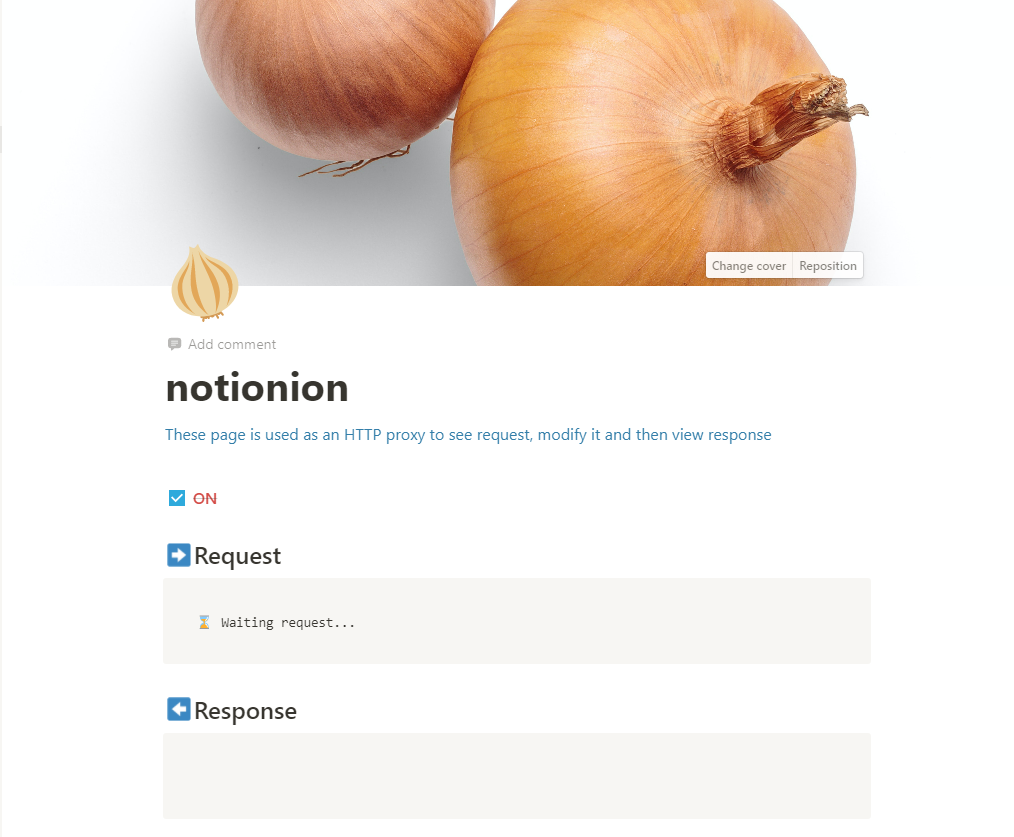 Change cover Reposition
Add comment
notionion
These page is used as an HTTP proxy to see request, modify it and then view response
ON
Request
Waiting request...
Response